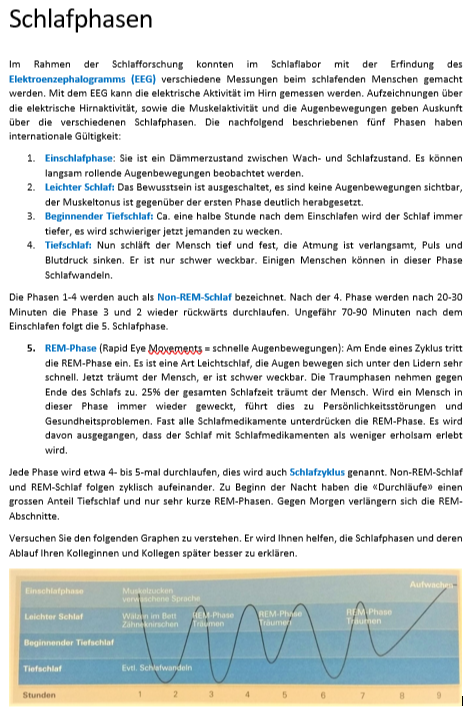 Schlafphasen
Im Rahmen der Schlafforschung konnten im Schlaflabor mit der Erfindung des
Elektroenzephalogramms (EEG) verschiedene Messungen beim schlafenden Menschen gemacht
werden. Mit dem EEG kann die elektrische Aktivität im Hirn gemessen werden. Aufzeichnungen über
die elektrische Hirnaktivität, sowie die Muskelaktivität und die Augenbewegungen geben Auskunft
über die verschiedenen Schlafphasen. Die nachfolgend beschriebenen fünf Phasen haben
internationale Gültigkeit:
1. Einschlafphase: Sie ist ein Dämmerzustand zwischen Wach- und Schlafzustand. Es können
langsam rollende Augenbewegungen beobachtet werden.
2. Leichter Schlaf: Das Bewusstsein ist ausgeschaltet, es sind keine Augenbewegungen sichtbar,
der Muskeltonus ist gegenüber der ersten Phase deutlich herabgesetzt.
3. Beginnender Tiefschlaf: Ca. eine halbe Stunde nach dem Einschlafen wird der Schlaf immer
tiefer, es wird schwieriger jetzt jemanden zu wecken.
4. Tiefschlaf: Nun schläft der Mensch tief und fest, die Atmung ist verlangsamt, Puls und
Blutdruck sinken. Er ist nur schwer weckbar. Einigen Menschen können in dieser Phase
Schlafwandeln.
Die Phasen 1-4 werden auch als Non-REM-Schlaf bezeichnet. Nach der 4. Phase werden nach 20-30
Minuten die Phase 3 und 2 wieder rückwärts durchlaufen. Ungefähr 70-90 Minuten nach dem
Einschlafen folgt die 5. Schlafphase.
5. REM-Phase (Rapid Eye Movements = schnelle Augenbewegungen): Am Ende eines Zyklus tritt
die REM-Phase ein. Es ist eine Art Leichtschlaf, die Augen bewegen sich unter den Lidern sehr
schnell. Jetzt träumt der Mensch, er ist schwer weckbar. Die Traumphasen nehmen gegen
Ende des Schlafs zu. 25% der gesamten Schlafzeit träumt der Mensch. Wird ein Mensch in
dieser Phase immer wieder geweckt, führt dies zu Persönlichkeitsstörungen und
Gesundheitsproblemen. Fast alle Schlafmedikamente unterdrücken die REM-Phase. Es wird
davon ausgegangen, dass der Schlaf mit Schlafmedikamenten als weniger erholsam erlebt
wird.
Jede Phase wird etwa 4- bis 5-mal durchlaufen, dies wird auch Schlafzyklus genannt. Non-REM-Schlaf
und REM-Schlaf folgen zyklisch aufeinander. Zu Beginn der Nacht haben die «Durchläufe» einen
grossen Anteil Tiefschlaf und nur sehr kurze REM-Phasen. Gegen Morgen verlängern sich die REM-
Abschnitte.
Versuchen Sie den folgenden Graphen zu verstehen. Er wird Ihnen helfen, die Schlafphasen und deren
Ablauf Ihren Kolleginnen und Kollegen später besser zu erklären.
Aufwachen
Einschlafphase Muskelzucken
verwaschene Sprache
Leichter Schlaf Wälzen im Bett REM-Phase REM-Phase REM-Phase
Zähneknirschen Träumen Träumen Träumen
Beginnender Tiefschlaf
Tiefschlaf Evtl. Schlafwandeln
Stunden 1 2 3 4 5 6 7 8 9